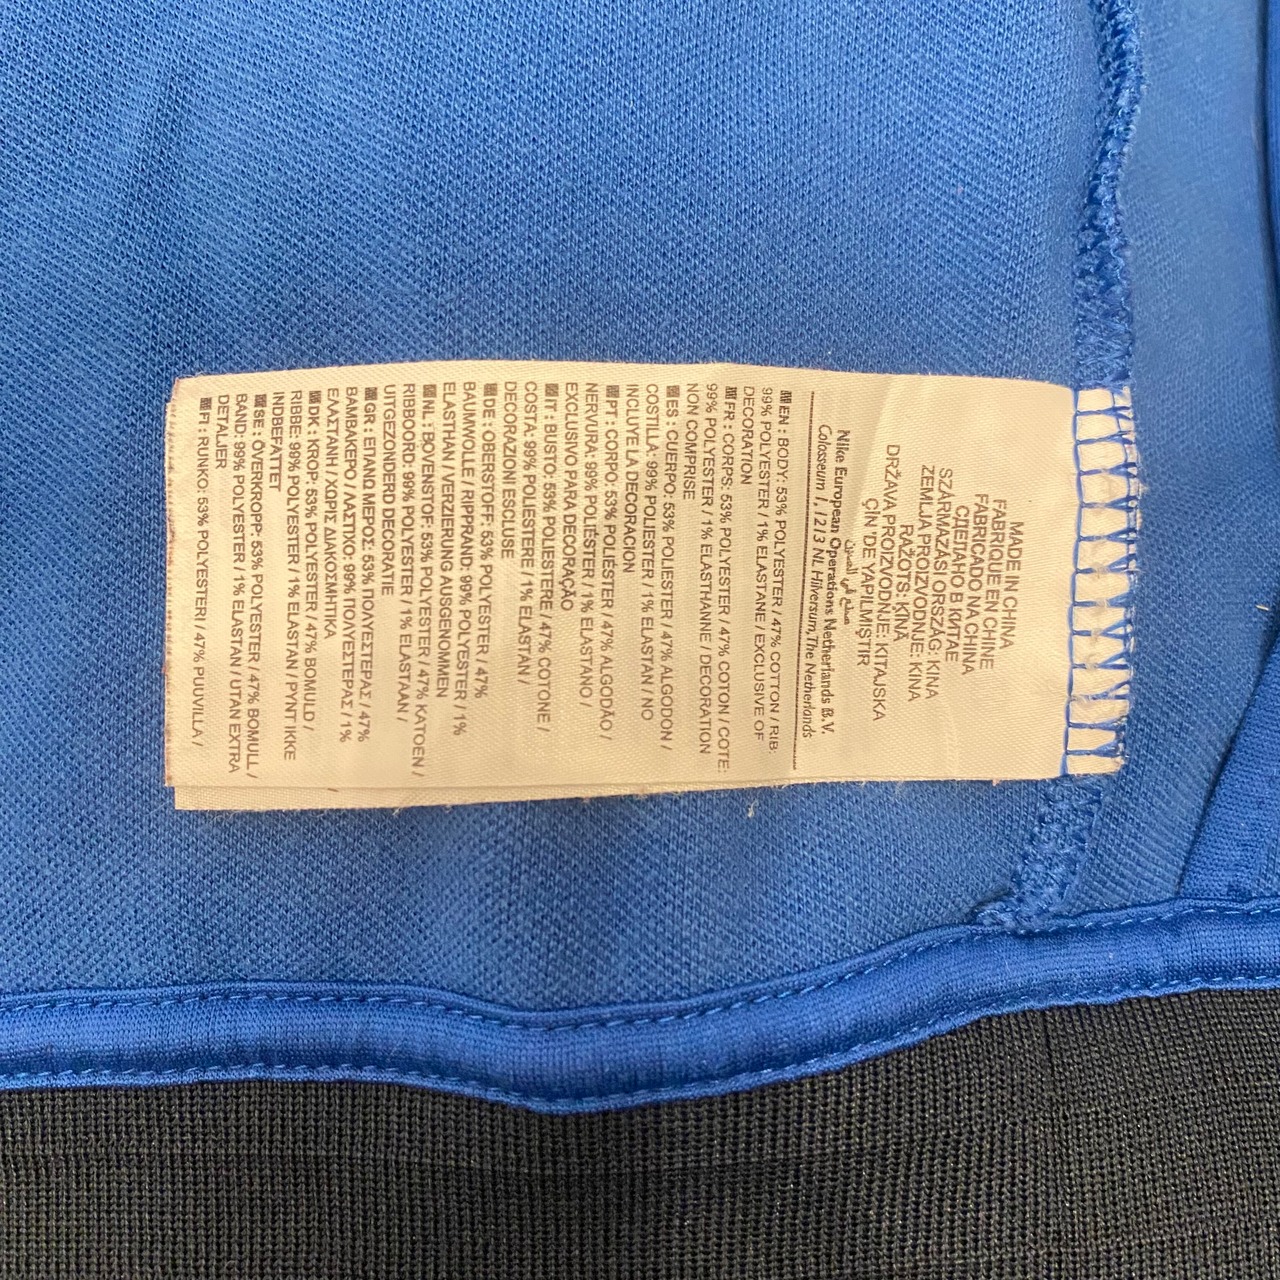 MADE IN CHINA
FABRIQUE EN CHINE
FABRICADO NA CHINA
СДЕЛАНО В КИТАЕ
SZÁRMAZÁSI ORSZÁG: KÍNA
ZEMLJA PROIZVODNJE: KINA
RAŽOTS: ĶĪNĀ
DRŽAVA PROIZVODNJE: KITAJSKA
ÇİN 'DE YAPILMIŞTIR
صنع في الصين
Nike European Operations Netherlands B.V.
Colosseum 1, 1213 NL Hilversum, The Netherlands
EN : BODY: 53% POLYESTER / 47% COTTON / RIB:
99% POLYESTER / 1% ELASTANE / EXCLUSIVE OF
DECORATION
FR : CORPS: 53% POLYESTER / 47% COTON / COTE:
99% POLYESTER / 1% ELASTHANNE / DECORATION
NON COMPRISE
ES : CUERPO: 53% POLIESTER / 47% ALGODON /
COSTILLA: 99% POLIESTER / 1% ELASTAN / NO
INCLUYE LA DECORACION
PT : CORPO: 53% POLIÉSTER / 47% ALGODÃO /
NERVURA: 99% POLIÉSTER / 1% ELASTANO /
EXCLUSIVO PARA DECORAÇÃO
IT : BUSTO: 53% POLIESTERE / 47% COTONE /
COSTA: 99% POLIESTERE / 1% ELASTAN /
DECORAZIONI ESCLUSE
DE : OBERSTOFF: 53% POLYESTER / 47%
BAUMWOLLE / RIPPRAND: 99% POLYESTER / 1%
ELASTHAN / VERZIERUNG AUSGENOMMEN
NL : BOVENSTOF: 53% POLYESTER / 47% KATOEN /
RIBBOORD: 99% POLYESTER / 1% ELASTAAN /
UITGEZONDERD DECORATIE
GR : ΕΠΑΝΩ ΜΕΡΟΣ: 53% ΠΟΛΥΕΣΤΕΡΑΣ / 47%
ΒΑΜΒΑΚΕΡΟ / ΛΑΣΤΙΧΟ: 99% ΠΟΛΥΕΣΤΕΡΑΣ / 1%
ΕΛΑΣΤΑΝΗ / ΧΩΡΙΣ ΔΙΑΚΟΣΜΗΤΙΚΑ
DK : KROP: 53% POLYESTER / 47% BOMULD /
RIBBE: 99% POLYESTER / 1% ELASTAN / PYNT IKKE
INDBEFATTET
SE : ÖVERKROPP: 53% POLYESTER / 47% BOMULL /
BAND: 99% POLYESTER / 1% ELASTAN / UTAN EXTRA
DETALJER
FI : RUNKO: 53% POLYESTERI / 47% PUUVILLA /